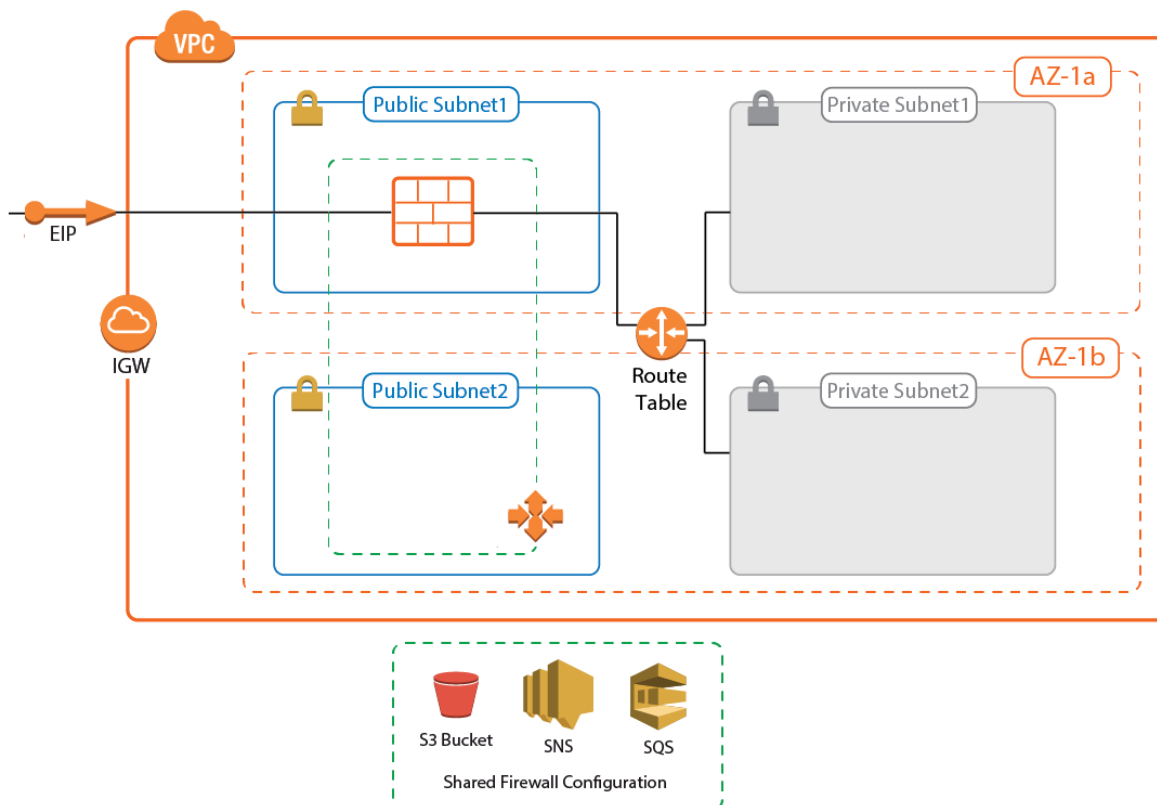 VPC
AZ-1a
Public Subnet1
Private Subnet1
EIP
IGW
Route
Table
AZ-1b
Public Subnet2
Private Subnet2
S3 Bucket
SNS
SQS
Shared Firewall Configuration